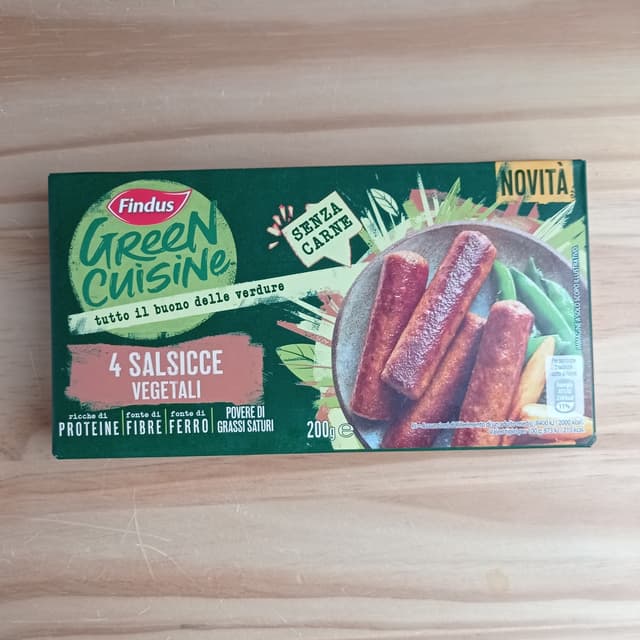 Findus
GREEN
CUISINE
tutto il buono delle verdure
SENZA
CARNE
NOVITÀ
4 SALSICCE
VEGETALI
ricche di
PROTEINE
fonte di
FIBRE
fonte di
FERRO
POVERE DI
GRASSI SATURI
200g e
11%